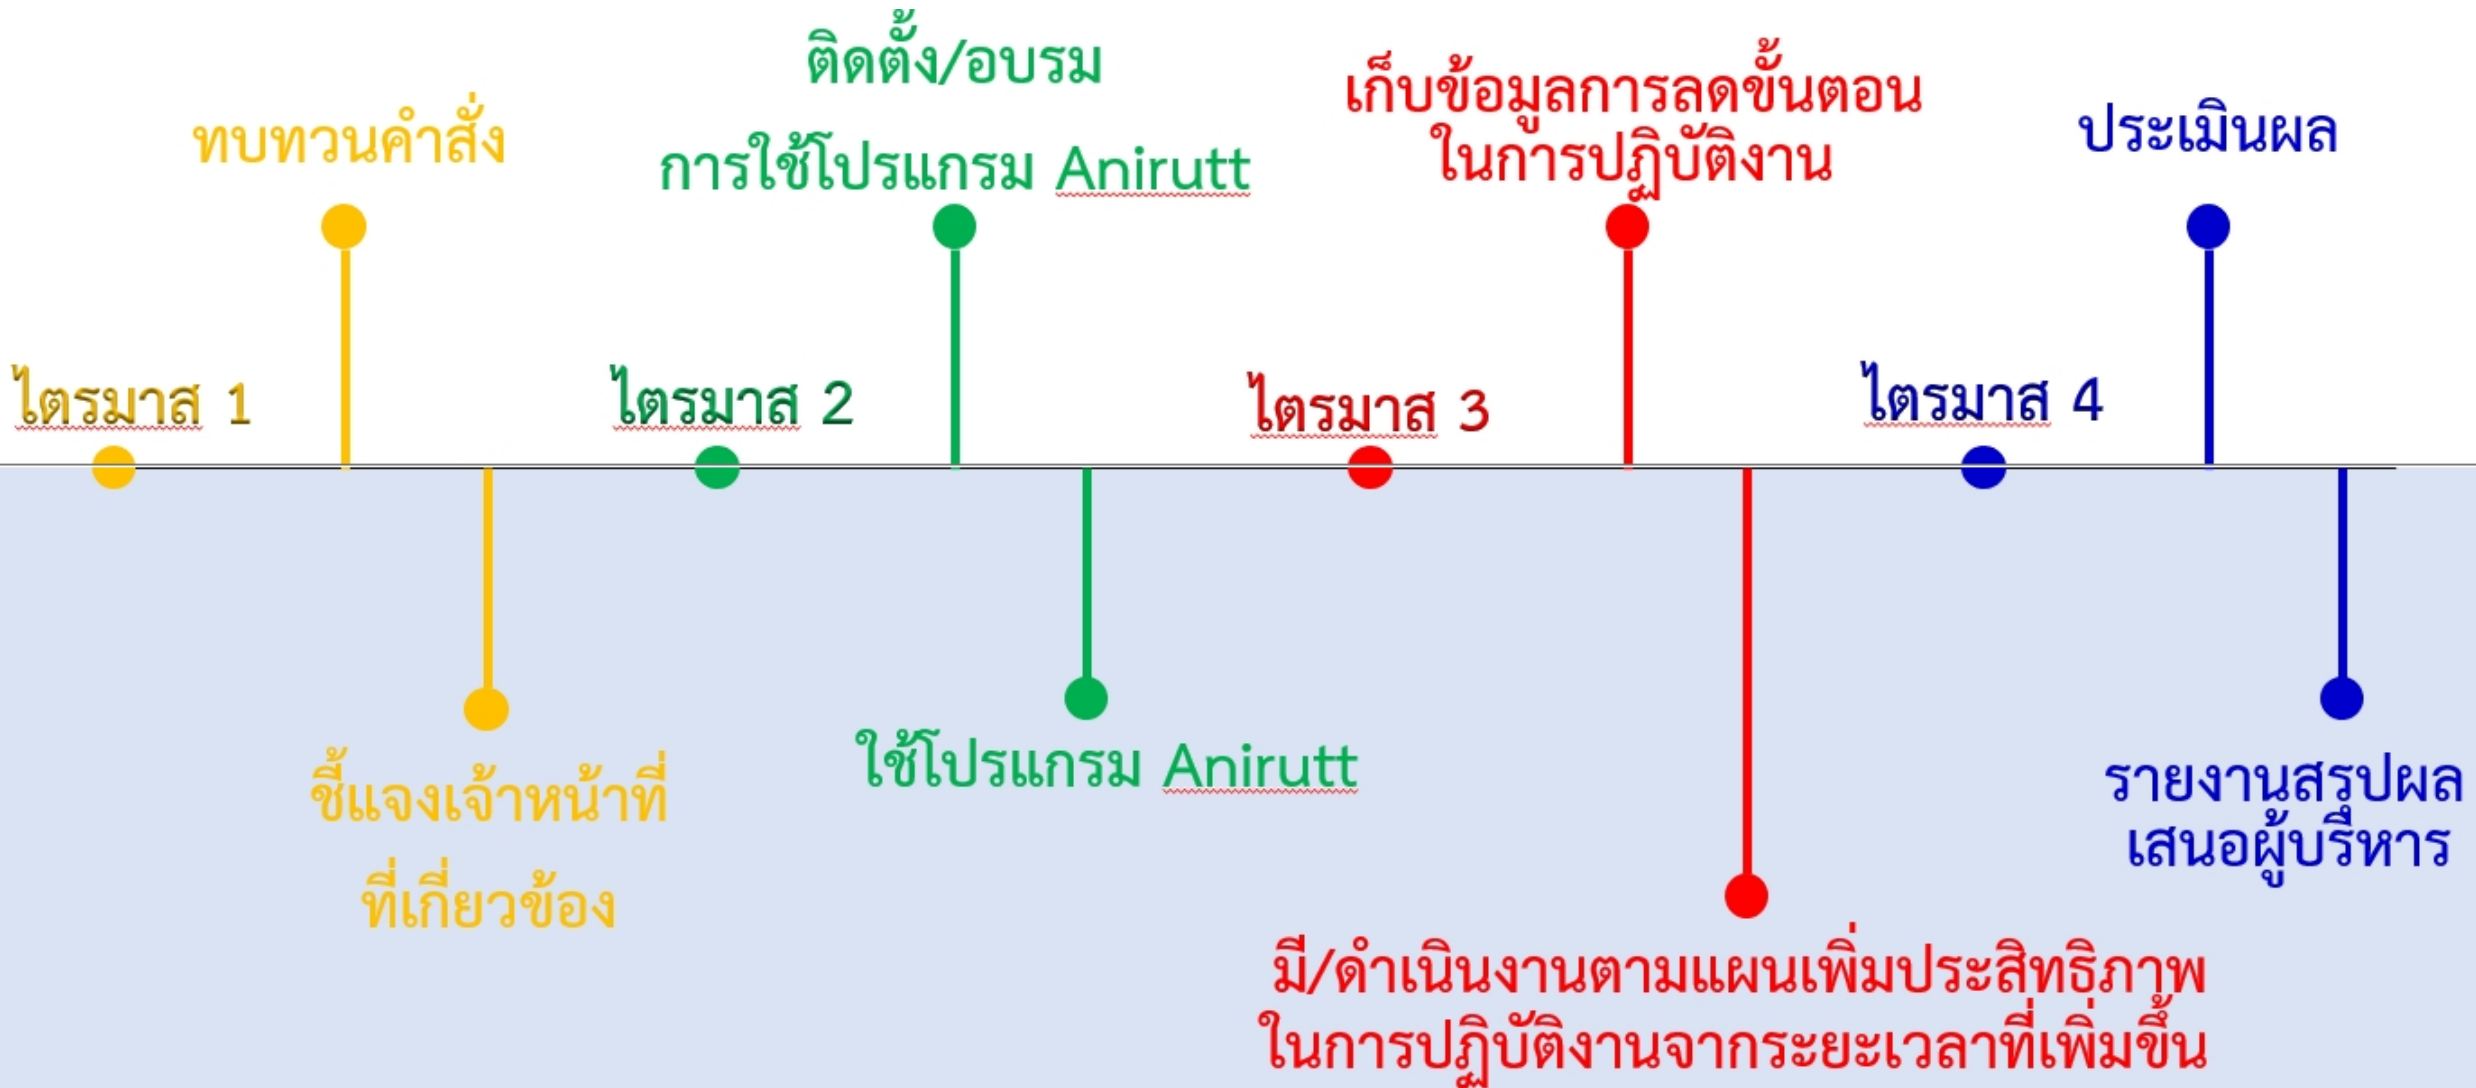 ติดตั้ง/อบรม
การใช้โปรแกรม Anirutt
ทบทวนคำสั่ง
เก็บข้อมูลการลดขั้นตอน
ในการปฏิบัติงาน
ประเมินผล
ไตรมาส 1
ไตรมาส 2
ไตรมาส 3
ไตรมาส 4
ชี้แจงเจ้าหน้าที่
ที่เกี่ยวข้อง
ใช้โปรแกรม Anirutt
มี/ดำเนินงานตามแผนเพิ่มประสิทธิภาพ
ในการปฏิบัติงานจากระยะเวลาที่เพิ่มขึ้น
รายงานสรุปผล
เสนอผู้บริหาร